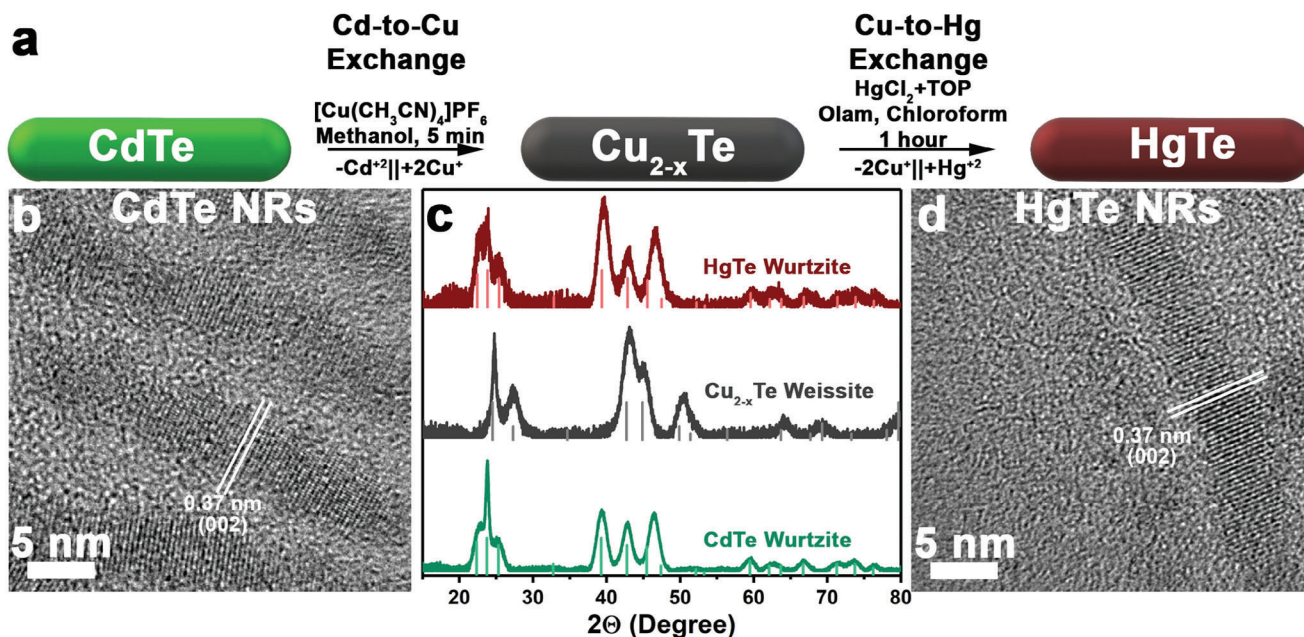 a
Cd-to-Cu
Exchange
[Cu(CH₃CN)₄]PF₆
Methanol, 5 min
-Cd⁺²||+2Cu⁺
Cu-to-Hg
Exchange
HgCl₂+TOP
Olam, Chloroform
1 hour
-2Cu⁺||+Hg⁺²
CdTe
Cu₂₋ₓTe
HgTe
b
CdTe NRs
0.37 nm
(002)
5 nm
c
HgTe Wurtzite
Cu₂₋ₓTe Weissite
CdTe Wurtzite
20 30 40 50 60 70 80
2Θ (Degree)
d
HgTe NRs
0.37 nm
(002)
5 nm